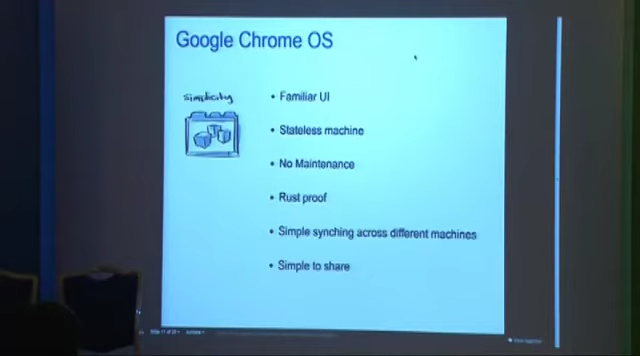 Google Chrome OS
simplicity
• Familiar UI
• Stateless machine
• No Maintenance
• Rust proof
• Simple synching across different machines
• Simple to share